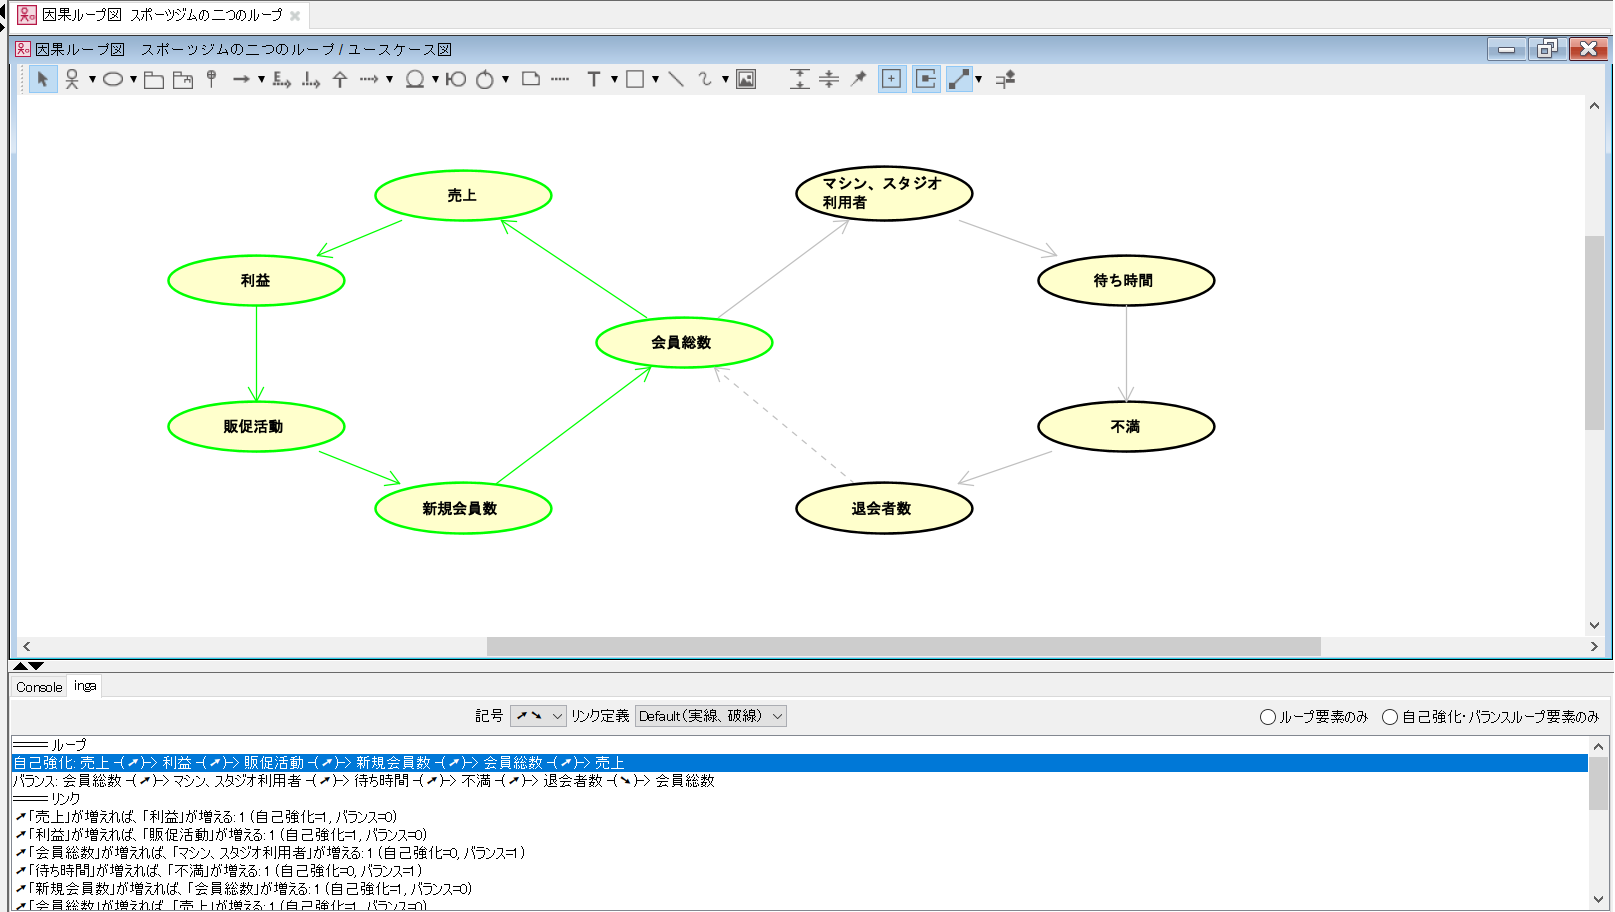 因果ループ図 スポーツジムの二つのループ
因果ループ図 スポーツジムの二つのループ / ユースケース図
売上
マシン、スタジオ
利用者
利益
待ち時間
会員総数
販促活動
不満
新規会員数
退会者数
Console
inga
記号
リンク定義
Default(実線、破線)
ループ要素のみ
自己強化・バランスループ要素のみ
==== ループ
自己強化: 売上 -(➚)-> 利益 -(➚)-> 販促活動 -(➚)-> 新規会員数 -(➚)-> 会員総数 -(➚)-> 売上
バランス: 会員総数 -(➚)-> マシン、スタジオ利用者 -(➚)-> 待ち時間 -(➚)-> 不満 -(➚)-> 退会者数 -(➘)-> 会員総数
==== リンク
➚「売上」が増えれば、「利益」が増える: 1 (自己強化=1, バランス=0)
➚「利益」が増えれば、「販促活動」が増える: 1 (自己強化=1, バランス=0)
➚「会員総数」が増えれば、「マシン、スタジオ利用者」が増える: 1 (自己強化=0, バランス=1)
➚「待ち時間」が増えれば、「不満」が増える: 1 (自己強化=0, バランス=1)
➚「新規会員数」が増えれば、「会員総数」が増える: 1 (自己強化=1, バランス=0)
➚「会員総数」が増えれば、「売上」が増える: 1 (自己強化=1, バランス=0)